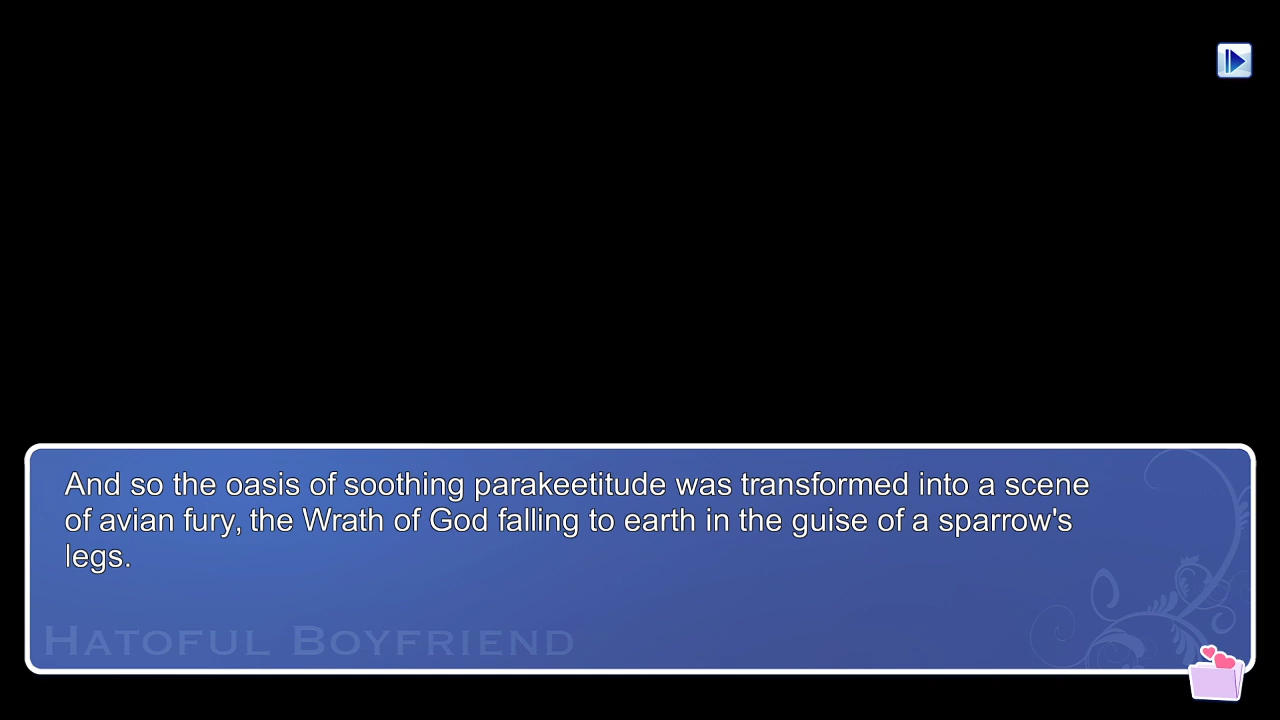 And so the oasis of soothing parakeetitude was transformed into a scene
of avian fury, the Wrath of God falling to earth in the guise of a sparrow's
legs.
HATOFUL BOYFRIEND